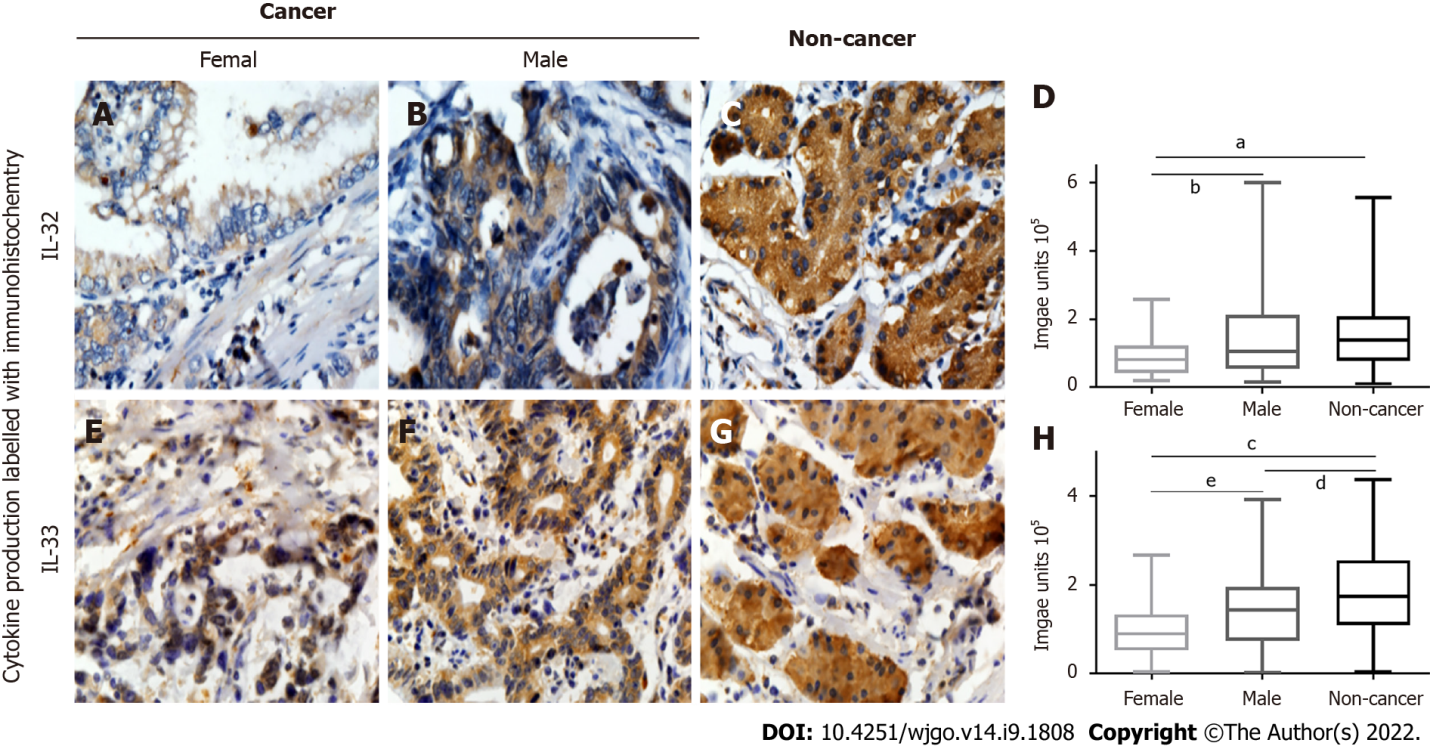 Cancer
Non-cancer
Femal
Male
Cytokine production labelled with immunohistochemtry
IL-32
A
B
C
D
a
b
Imgae units 10⁵
6
4
2
0
Female
Male
Non-cancer
IL-33
E
F
G
H
c
e
d
Imgae units 10⁵
4
2
0
Female
Male
Non-cancer
DOI: 10.4251/wjgo.v14.i9.1808 Copyright ©The Author(s) 2022.